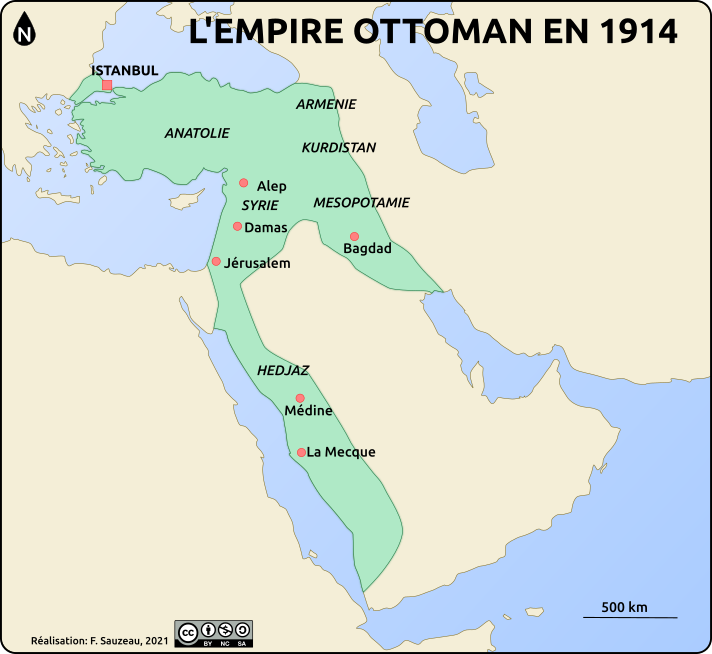 N
L'EMPIRE OTTOMAN EN 1914
ISTANBUL
ARMENIE
ANATOLIE
KURDISTAN
Alep
SYRIE
MESOPOTAMIE
Damas
Bagdad
Jérusalem
HEDJAZ
Médine
La Mecque
500 km
Réalisation: F. Sauzeau, 2021
cc
BY NC SA